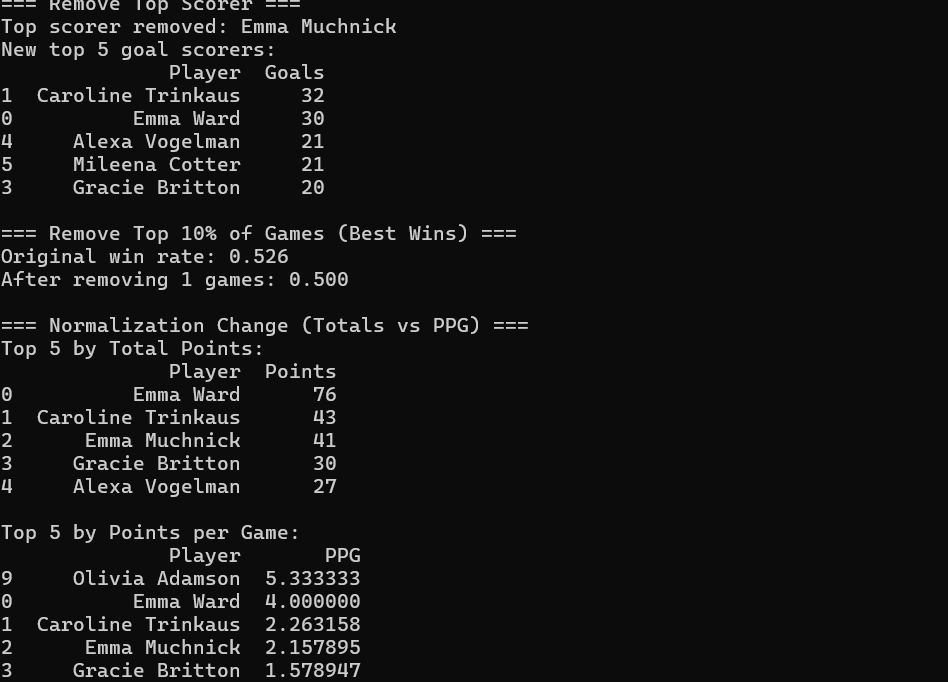 === Remove Top Scorer ===
Top scorer removed: Emma Muchnick
New top 5 goal scorers:
              Player  Goals
1  Caroline Trinkaus     32
0          Emma Ward     30
4     Alexa Vogelman     21
5     Mileena Cotter     21
3     Gracie Britton     20

=== Remove Top 10% of Games (Best Wins) ===
Original win rate: 0.526
After removing 1 games: 0.500

=== Normalization Change (Totals vs PPG) ===
Top 5 by Total Points:
              Player  Points
0          Emma Ward      76
1  Caroline Trinkaus      43
2      Emma Muchnick      41
3     Gracie Britton      30
4     Alexa Vogelman      27

Top 5 by Points per Game:
              Player       PPG
9     Olivia Adamson  5.333333
0          Emma Ward  4.000000
1  Caroline Trinkaus  2.263158
2      Emma Muchnick  2.157895
3     Gracie Britton  1.578947